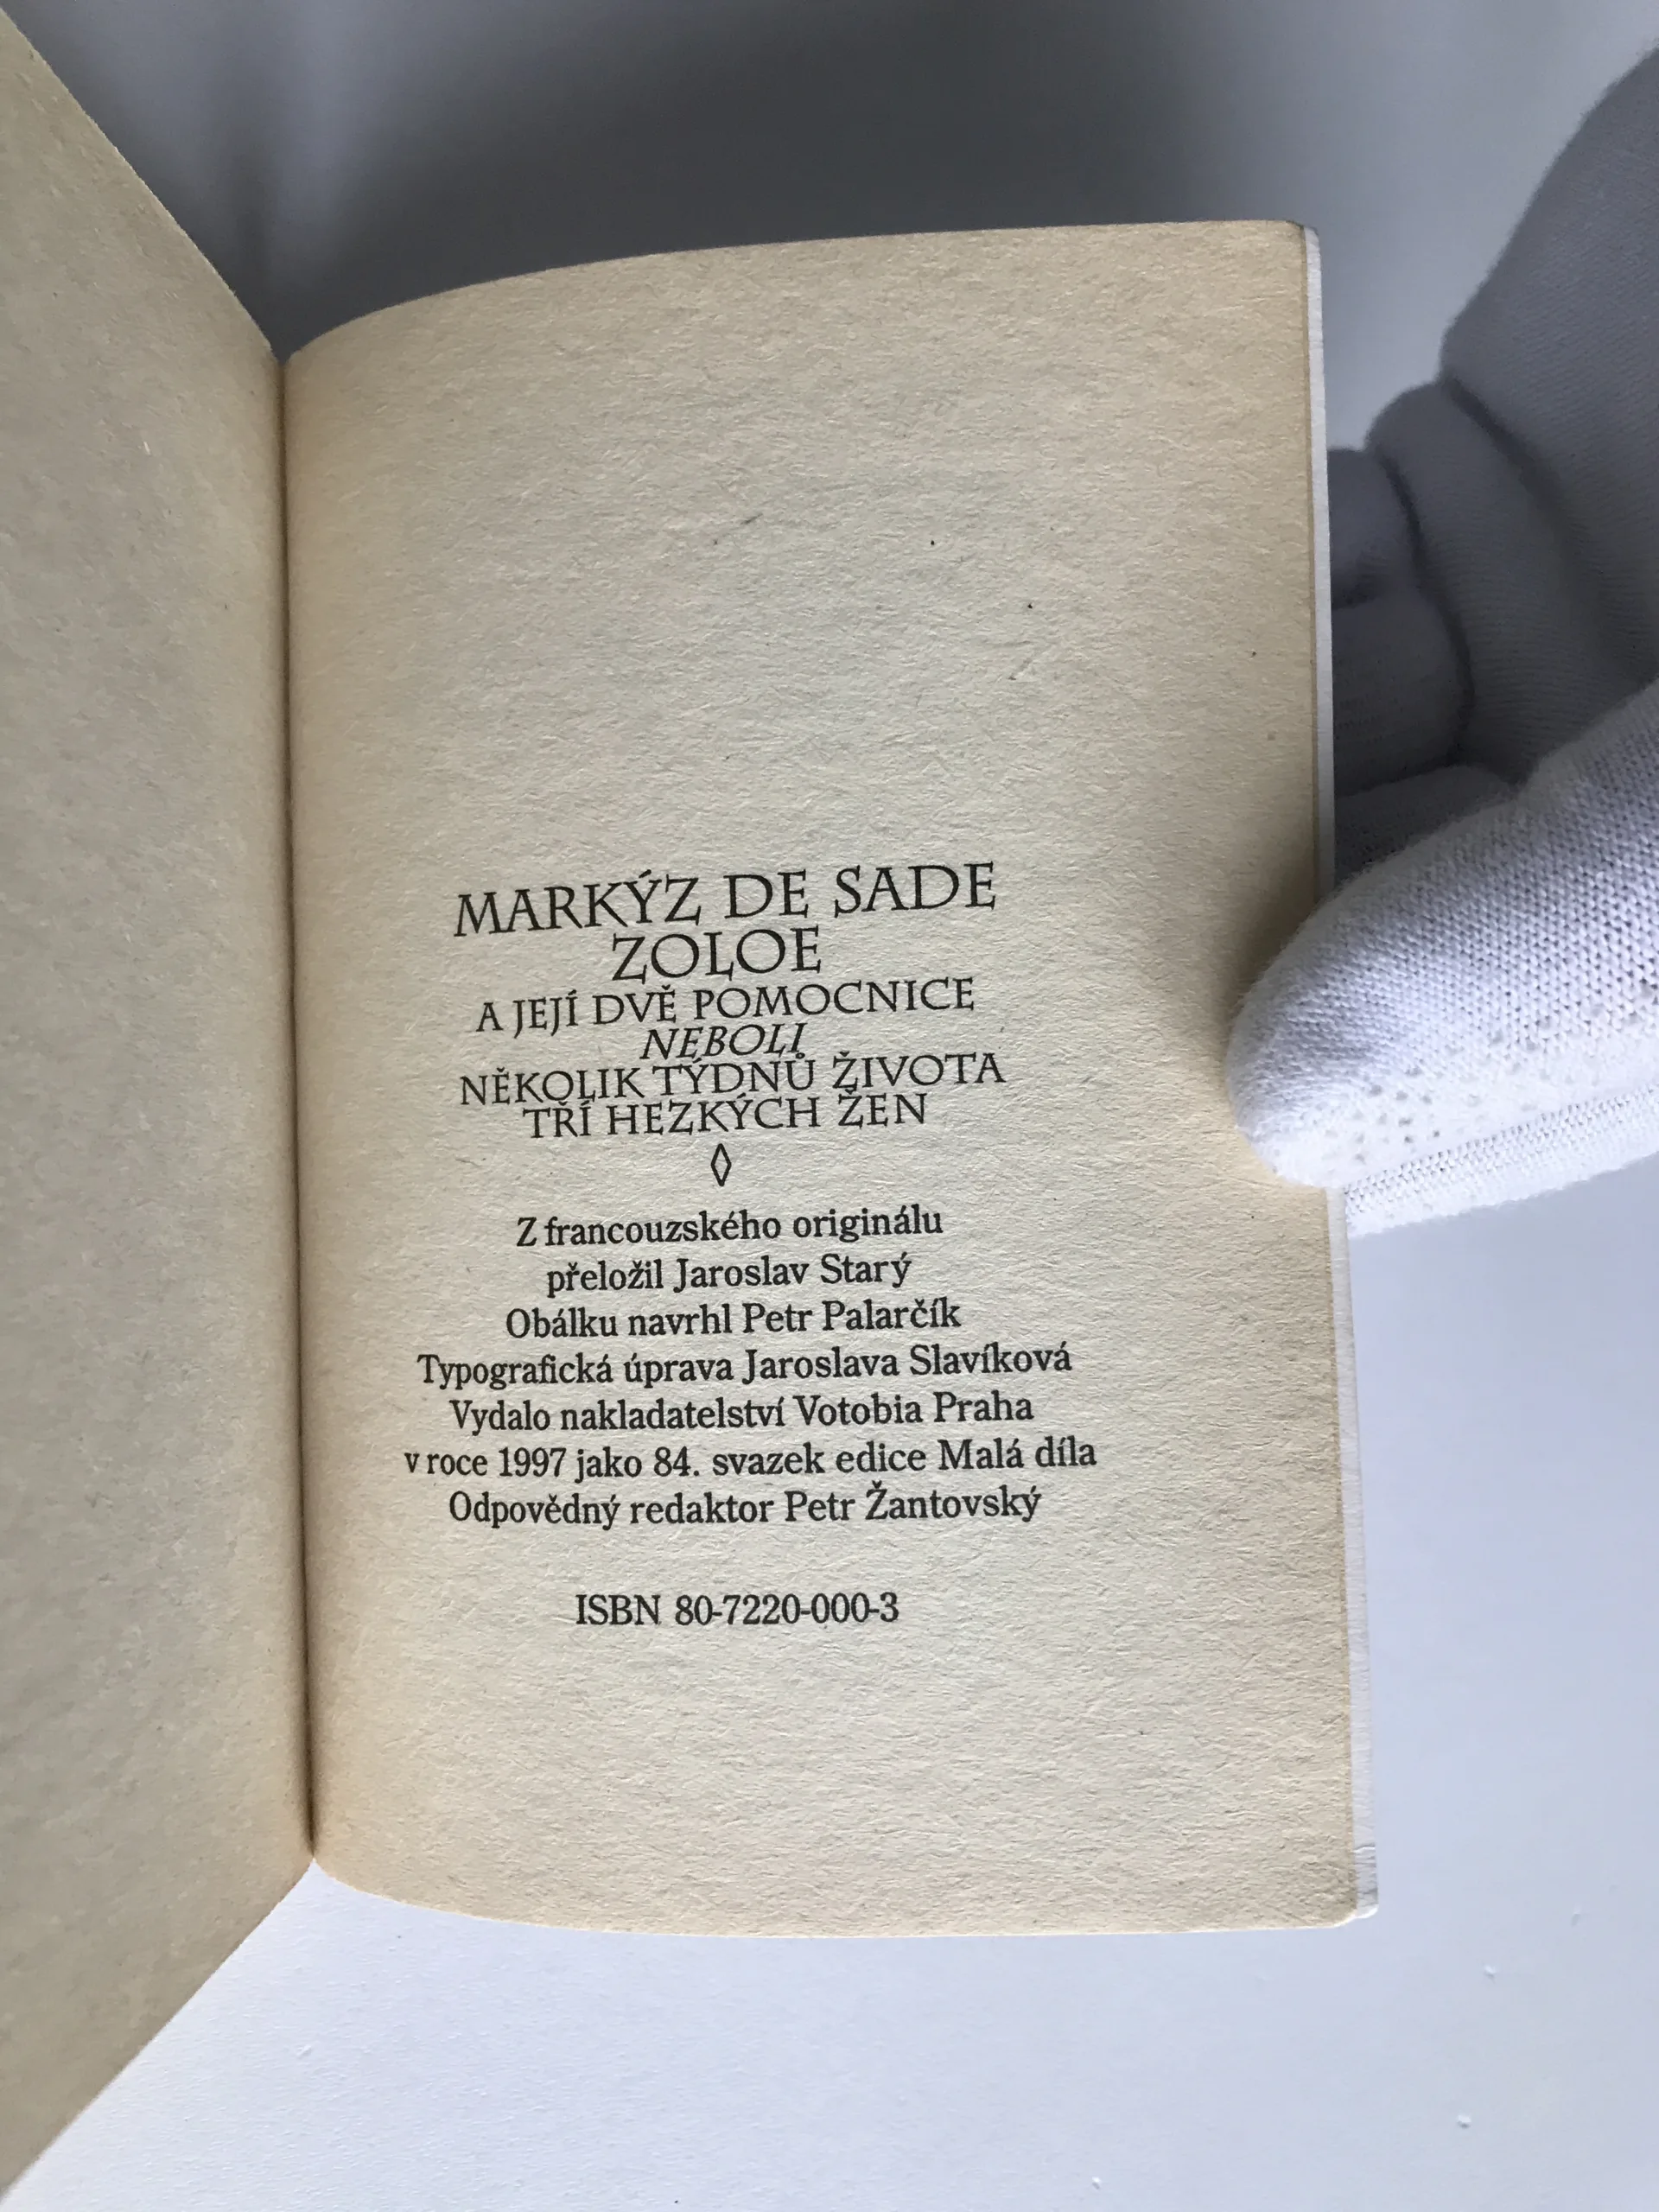 MARKÝZ DE SADE
ZOLOE
A JEJÍ DVĚ POMOCNICE
NEBOLI
NĚKOLIK TÝDNŮ ŽIVOTA
TŘÍ HEZKÝCH ŽEN
Z francouzského originálu
přeložil Jaroslav Starý
Obálku navrhl Petr Palarčík
Typografická úprava Jaroslava Slavíková
Vydalo nakladatelství Votobia Praha
v roce 1997 jako 84. svazek edice Malá díla
Odpovědný redaktor Petr Žantovský
ISBN 80-7220-000-3